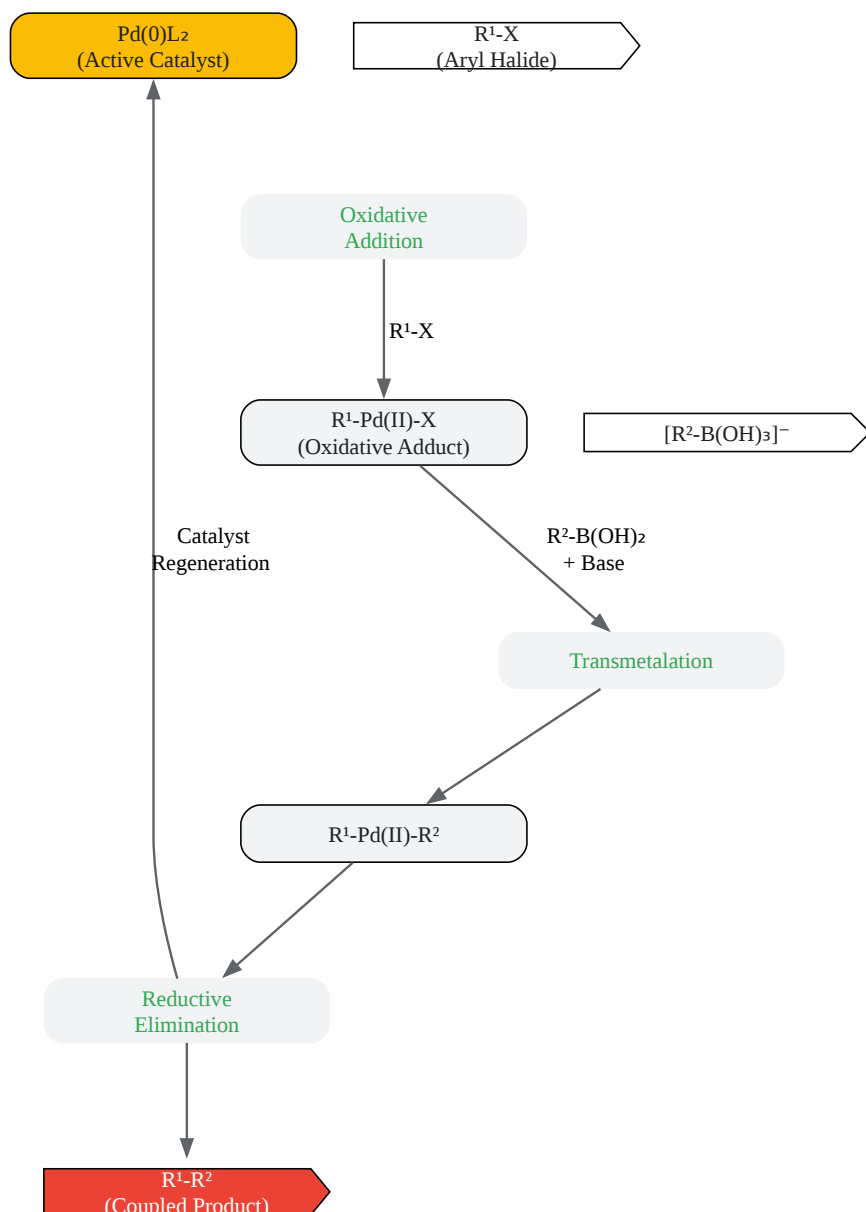 Pd(0)L₂
(Active Catalyst)
R¹-X
(Aryl Halide)
Oxidative
Addition
R¹-X
R¹-Pd(II)-X
(Oxidative Adduct)
[R²-B(OH)₃]⁻
Catalyst
Regeneration
R²-B(OH)₂
+ Base
Transmetalation
R¹-Pd(II)-R²
Reductive
Elimination
R¹-R²
(Coupled Product)